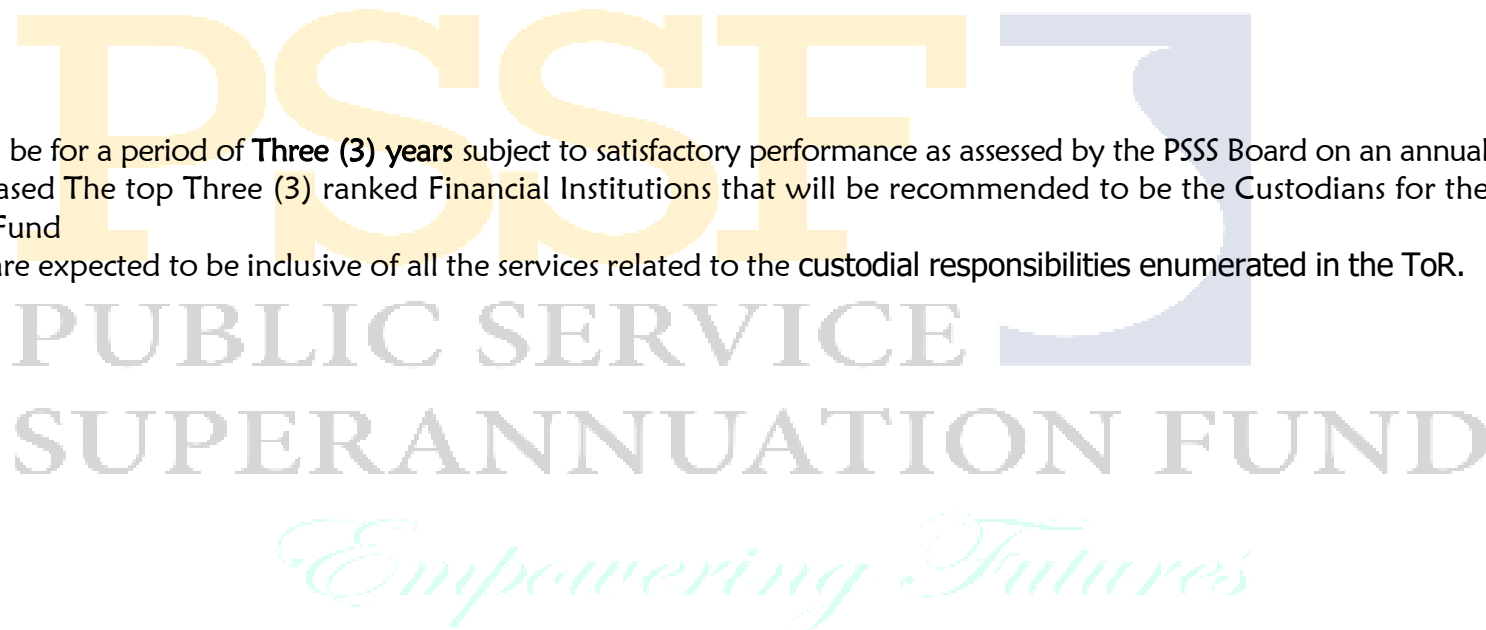 PSSF
be for a period of Three (3) years subject to satisfactory performance as assessed by the PSSS Board on an annual
ased The top Three (3) ranked Financial Institutions that will be recommended to be the Custodians for the
Fund
are expected to be inclusive of all the services related to the custodial responsibilities enumerated in the ToR.
PUBLIC SERVICE
SUPERANNUATION FUND
Empowering Futures